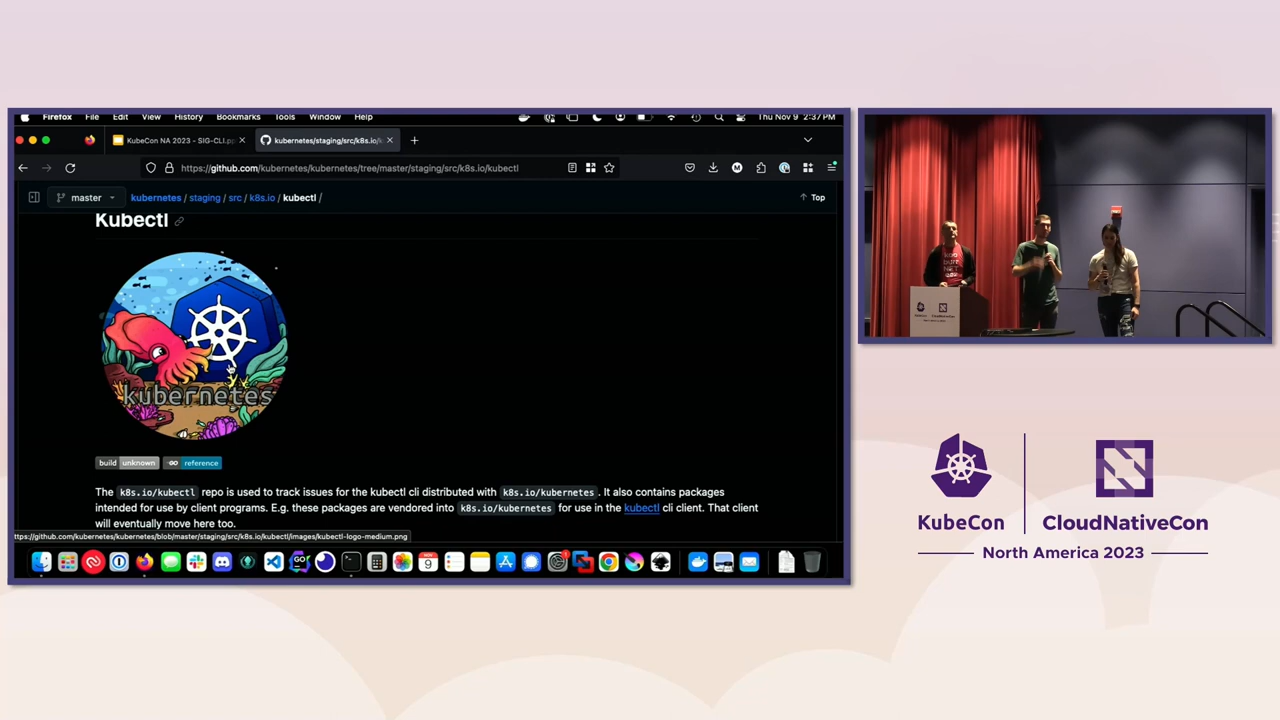 Firefox File Edit View History Bookmarks Tools Window Help
Thu Nov 9 2:37 PM
KubeCon NA 2023 - SIG-CLI.pp
kubernetes/staging/src/k8s.io/k
https://github.com/kubernetes/kubernetes/tree/master/staging/src/k8s.io/kubectl
master
kubernetes / staging / src / k8s.io / kubectl /
Top
Kubectl
kubernetes
build unknown
GO reference
The k8s.io/kubectl repo is used to track issues for the kubectl cli distributed with k8s.io/kubernetes. It also contains packages
intended for use by client programs. E.g. these packages are vendored into k8s.io/kubernetes for use in the kubectl cli client. That client
will eventually move here too.
ttps://github.com/kubernetes/kubernetes/blob/master/staging/src/k8s.io/kubectl/images/kubectl-logo-medium.png
NOV
9
KubeCon
CloudNativeCon
North America 2023